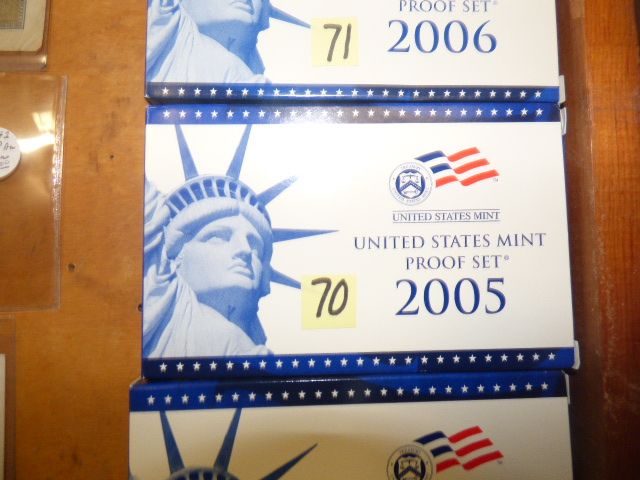 PROOF SET®
2006
71
UNITED STATES MINT
UNITED STATES MINT
PROOF SET®
2005
70